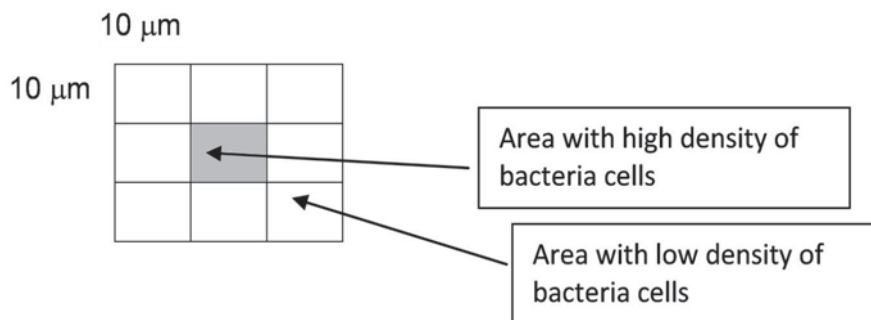 10 μm
10 μm
Area with high density of
bacteria cells
Area with low density of
bacteria cells